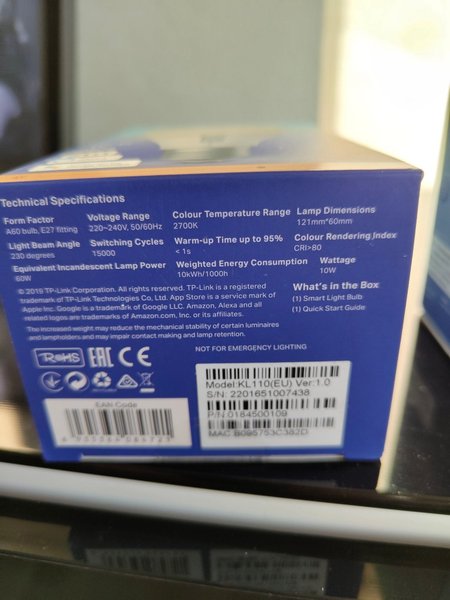 Technical Specifications
Form Factor
A60 bulb, E27 fitting
Voltage Range
220~240V, 50/60Hz
Colour Temperature Range
2700K
Lamp Dimensions
121mm*60mm
Light Beam Angle
230 degrees
Switching Cycles
15000
Warm-up Time up to 95%
< 1s
Colour Rendering Index
CRI>80
Equivalent Incandescent Lamp Power
60W
Weighted Energy Consumption
10kWh/1000h
Wattage
10W
© 2018 TP-Link Corporation. All rights reserved. TP-Link is a registered
trademark of TP-Link Technologies Co., Ltd. App Store is a service mark of
Apple Inc. Google is a trademark of Google LLC. Amazon, Alexa and all
related logos are trademarks of Amazon.com, Inc. or its affiliates.
The increased weight may reduce the mechanical stability of certain luminaires
and lampholders and may impair contact making and lamp retention.
What's in the Box
(1) Smart Light Bulb
(1) Quick Start Guide
NOT FOR EMERGENCY LIGHTING
RoHS EAC CE
EAN Code
Model:KL110(EU) Ver:1.0
S/N: 2201651007438
P/N:0184500109
MAC:B095753C382D